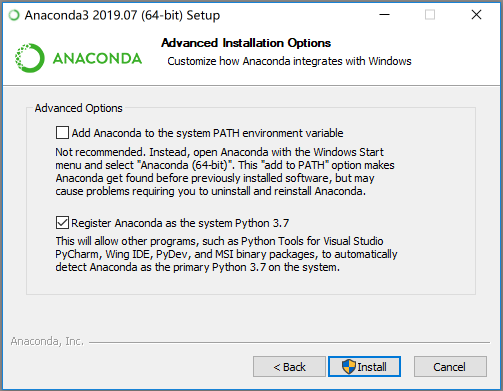 Anaconda3 2019.07 (64-bit) Setup
ANACONDA
Advanced Installation Options
Customize how Anaconda integrates with Windows
Advanced Options
Add Anaconda to the system PATH environment variable
Not recommended. Instead, open Anaconda with the Windows Start
menu and select "Anaconda (64-bit)". This "add to PATH" option makes
Anaconda get found before previously installed software, but may
cause problems requiring you to uninstall and reinstall Anaconda.
Register Anaconda as the system Python 3.7
This will allow other programs, such as Python Tools for Visual Studio
PyCharm, Wing IDE, PyDev, and MSI binary packages, to automatically
detect Anaconda as the primary Python 3.7 on the system.
Anaconda, Inc.
< Back
Install
Cancel